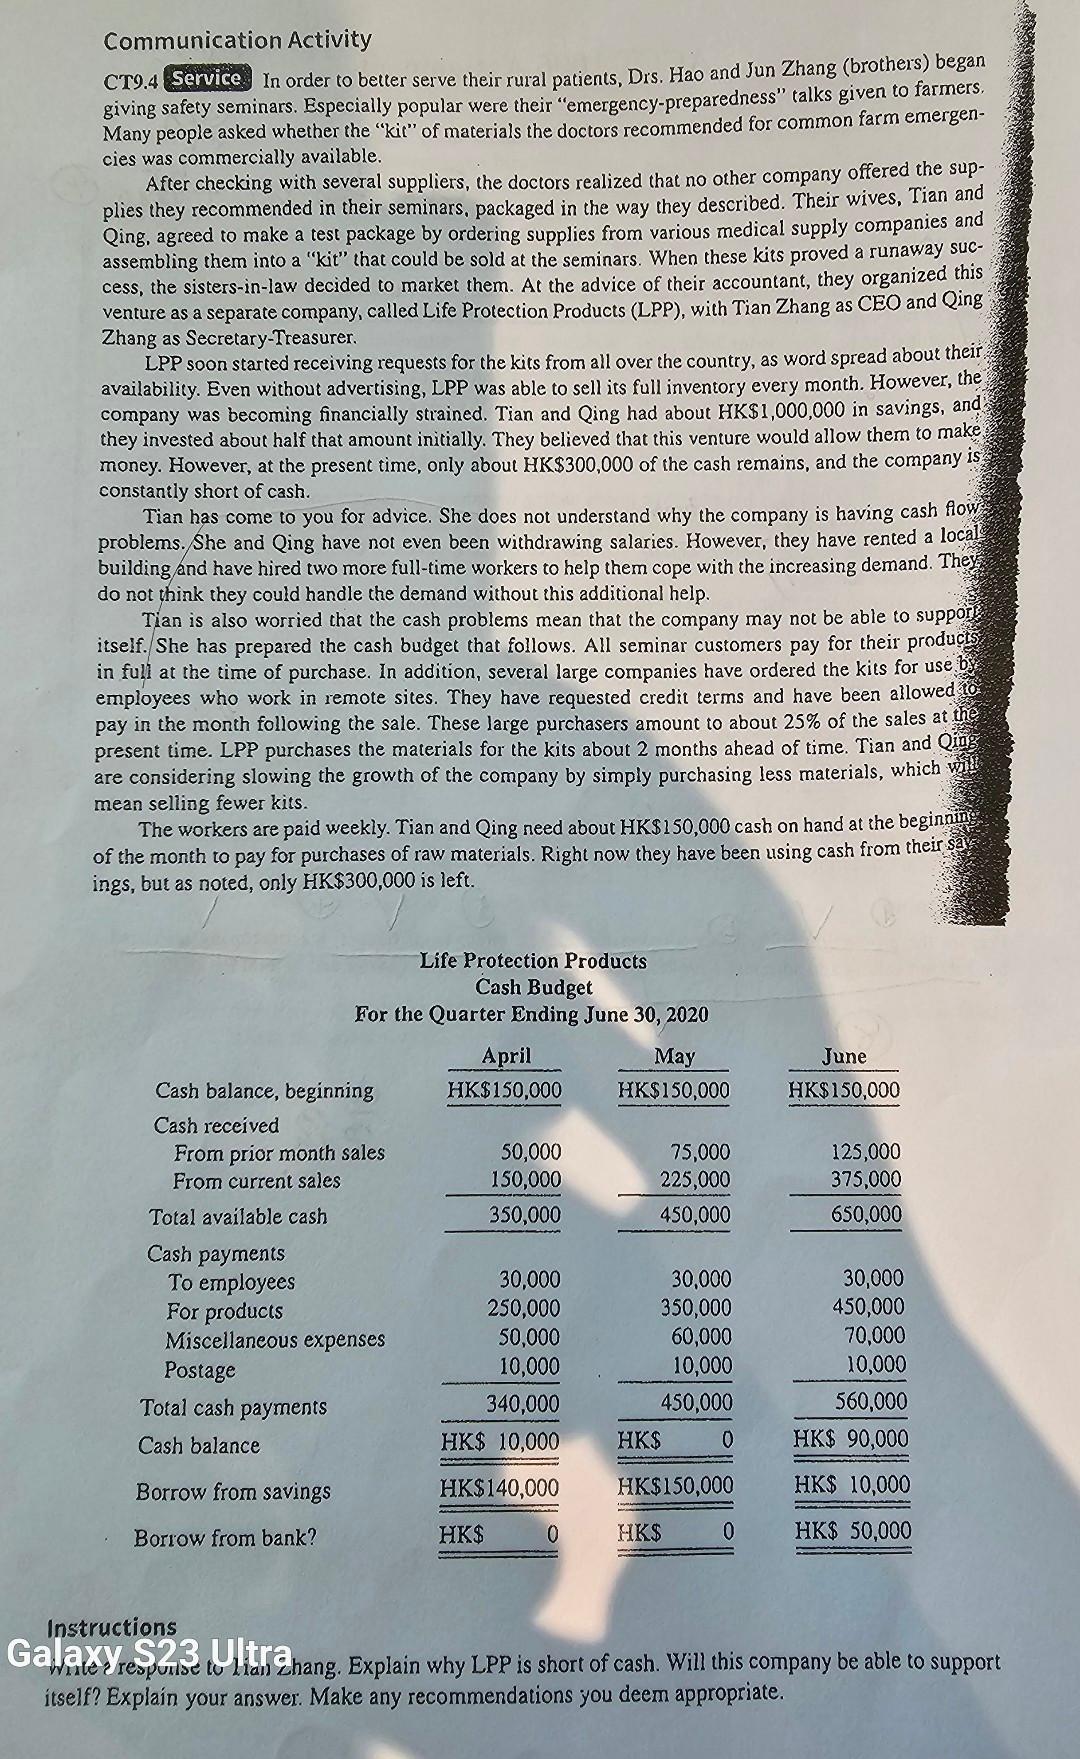 Communication Activity
CT9.4 Service In order to better serve their rural patients, Drs. Hao and Jun Zhang (brothers) began
giving safety seminars. Especially popular were their "emergency-preparedness" talks given to farmers.
Many people asked whether the "kit" of materials the doctors recommended for common farm emergen-
cies was commercially available.
After checking with several suppliers, the doctors realized that no other company offered the sup-
plies they recommended in their seminars, packaged in the way they described. Their wives, Tian and
Qing, agreed to make a test package by ordering supplies from various medical supply companies and
assembling them into a "kit" that could be sold at the seminars. When these kits proved a runaway suc-
cess, the sisters-in-law decided to market them. At the advice of their accountant, they organized this
venture as a separate company, called Life Protection Products (LPP), with Tian Zhang as CEO and Qing
Zhang as Secretary-Treasurer.
LPP soon started receiving requests for the kits from all over the country, as word spread about their
availability. Even without advertising, LPP was able to sell its full inventory every month. However, the
company was becoming financially strained. Tian and Qing had about HK$1,000,000 in savings, and
they invested about half that amount initially. They believed that this venture would allow them to make
money. However, at the present time, only about HK$300,000 of the cash remains, and the company is
constantly short of cash.
Tian has come to you for advice. She does not understand why the company is having cash flow
problems. She and Qing have not even been withdrawing salaries. However, they have rented a local
building and have hired two more full-time workers to help them cope with the increasing demand. They
do not think they could handle the demand without this additional help.
Tian is also worried that the cash problems mean that the company may not be able to support
itself. She has prepared the cash budget that follows. All seminar customers pay for their products
in full at the time of purchase. In addition, several large companies have ordered the kits for use by
employees who work in remote sites. They have requested credit terms and have been allowed to
pay in the month following the sale. These large purchasers amount to about 25% of the sales at the
present time. LPP purchases the materials for the kits about 2 months ahead of time. Tian and Qing
are considering slowing the growth of the company by simply purchasing less materials, which will
mean selling fewer kits.
The workers are paid weekly. Tian and Qing need about HK$150,000 cash on hand at the beginning
of the month to pay for purchases of raw materials. Right now they have been using cash from their sav-
ings, but as noted, only HK$300,000 is left.
Life Protection Products
Cash Budget
For the Quarter Ending June 30, 2020
April May June
Cash balance, beginning HK$150,000 HK$150,000 HK$150,000
Cash received
From prior month sales 50,000 75,000 125,000
From current sales 150,000 225,000 375,000
Total available cash 350,000 450,000 650,000
Cash payments
To employees 30,000 30,000 30,000
For products 250,000 350,000 450,000
Miscellaneous expenses 50,000 60,000 70,000
Postage 10,000 10,000 10,000
Total cash payments 340,000 450,000 560,000
Cash balance HK$ 10,000 HK$ 0 HK$ 90,000
Borrow from savings HK$140,000 HK$150,000 HK$ 10,000
Borrow from bank? HK$ 0 HK$ 0 HK$ 50,000
Instructions
Galaxy S23 Ultra
Write a response to Tian Zhang. Explain why LPP is short of cash. Will this company be able to support
itself? Explain your answer. Make any recommendations you deem appropriate.